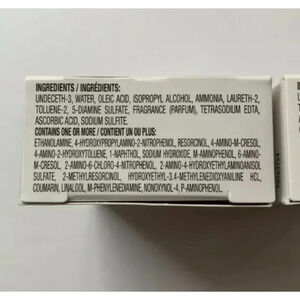 INGREDIENTS / INGRÉDIENTS:
UNDECETH-3, WATER, OLEIC ACID, ISOPROPYL ALCOHOL, AMMONIA, LAURETH-2,
TOLUENE-2, 5-DIAMINE SULFATE, FRAGRANCE (PARFUM), TETRASODIUM EDTA,
ASCORBIC ACID, SODIUM SULFITE.
CONTAINS ONE OR MORE / CONTIENT UN OU PLUS:
ETHANOLAMINE, 4-HYDROXYPROPYLAMINO-2-NITROPHENOL, RESORCINOL, 4-AMINO-M-CRESOL,
4-AMINO-2-HYDROXYTOLUENE, 1-NAPHTHOL, SODIUM HYDROXIDE, M-AMINOPHENOL, 6-AMINO-
M-CRESOL, 2-AMINO-6-CHLORO-4-NITROPHENOL, 2-AMINO-4-HYDROXYETHYLAMINOANISOL
SULFATE, 2-METHYLRESORCINOL, HYDROXYETHYL-3.4-METHYLENEDIOXYANILINE HCL,
COUMARIN, LINALOOL, M-PHENYLENEDIAMINE, NONOXYNOL-4, P-AMINOPHENOL.